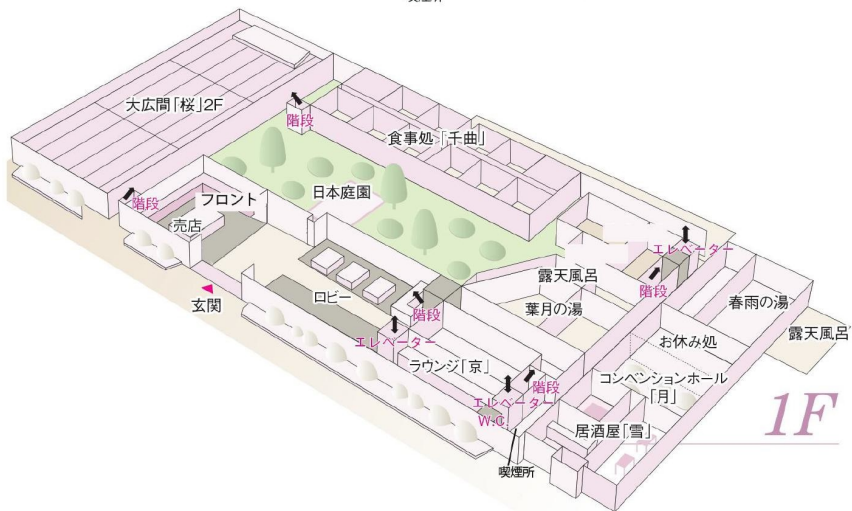 大広間「桜」2F
階段
食事処「千曲」
階段
フロント
日本庭園
売店
エレベーター
玄関
ロビー
階段
露天風呂
階段
葉月の湯
春雨の湯
エレベーター
お休み処
露天風呂
ラウンジ「京」
階段
コンベンションホール
「月」
エレベーター
W.C.
居酒屋「雪」
喫煙所
1F